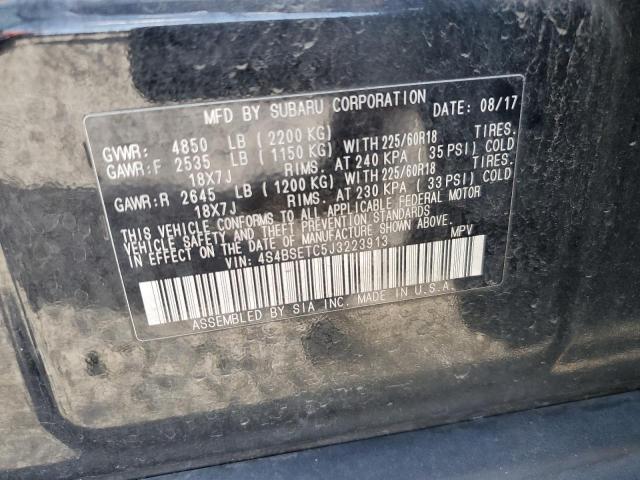 MFD BY SUBARU CORPORATION DATE: 08/17
GVWR: 4850 LB (2200 KG)
GAWR:F 2535 LB (1150 KG) WITH 225/60R18 TIRES.
18X7J RIMS. AT 240 KPA ( 35 PSI) COLD
GAWR:R 2645 LB (1200 KG) WITH 225/60R18 TIRES.
18X7J RIMS. AT 230 KPA ( 33 PSI) COLD
THIS VEHICLE CONFORMS TO ALL APPLICABLE FEDERAL MOTOR
VEHICLE SAFETY AND THEFT PREVENTION STANDARDS
IN EFFECT ON THE DATE OF MANUFACTURE SHOWN ABOVE.
VIN: 4S4BSETC5J3223913 MPV
ASSEMBLED BY SIA INC. MADE IN U.S.A.